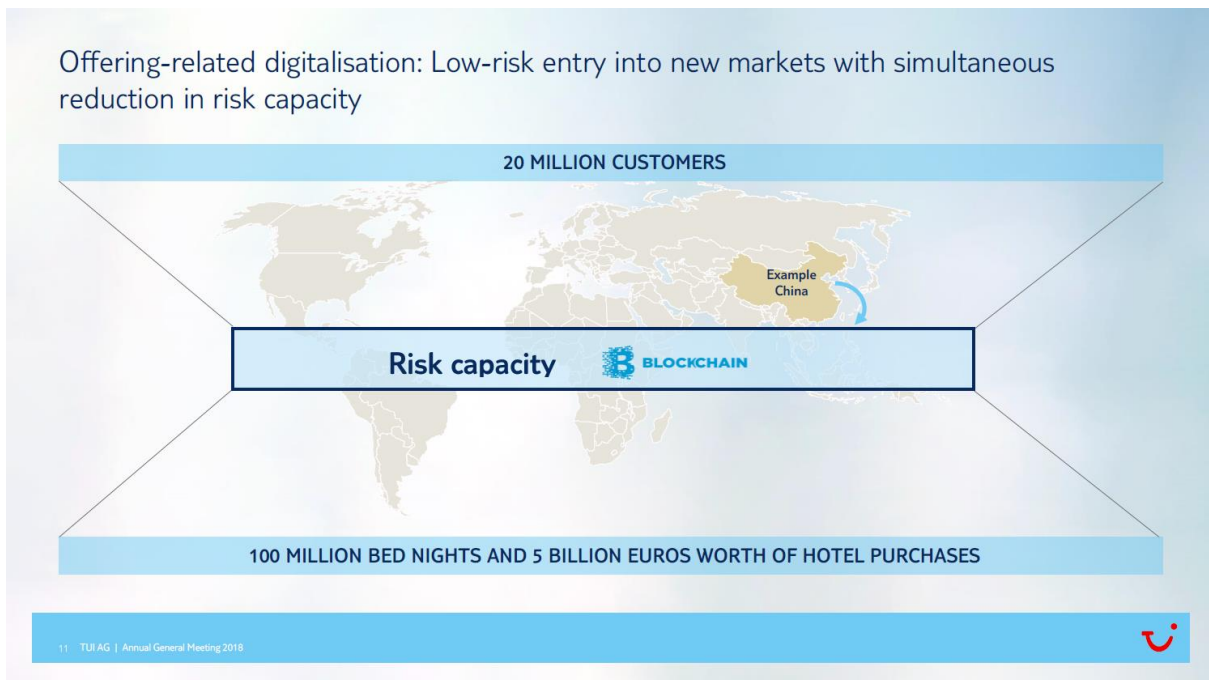 Offering-related digitalisation: Low-risk entry into new markets with simultaneous
reduction in risk capacity
20 MILLION CUSTOMERS
Example
China
Risk capacity
BLOCKCHAIN
100 MILLION BED NIGHTS AND 5 BILLION EUROS WORTH OF HOTEL PURCHASES
11 TUI AG | Annual General Meeting 2018